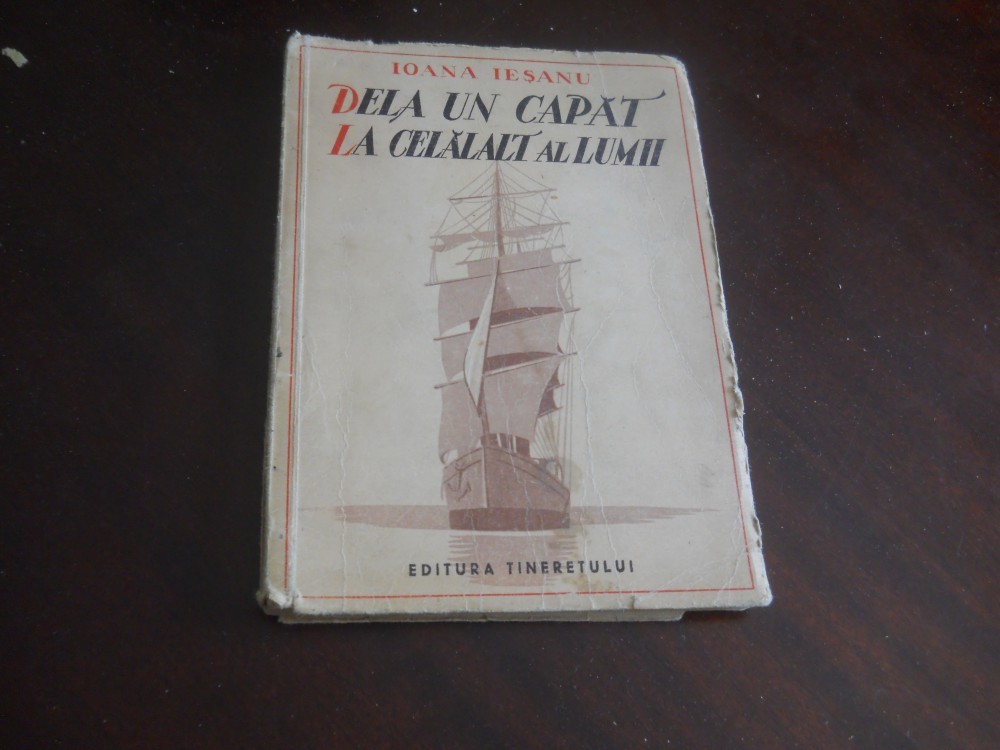 IOANA IEŞANU
DELA UN CAPĂT
LA CELĂLALT AL LUMII
EDITURA TINERETULUI